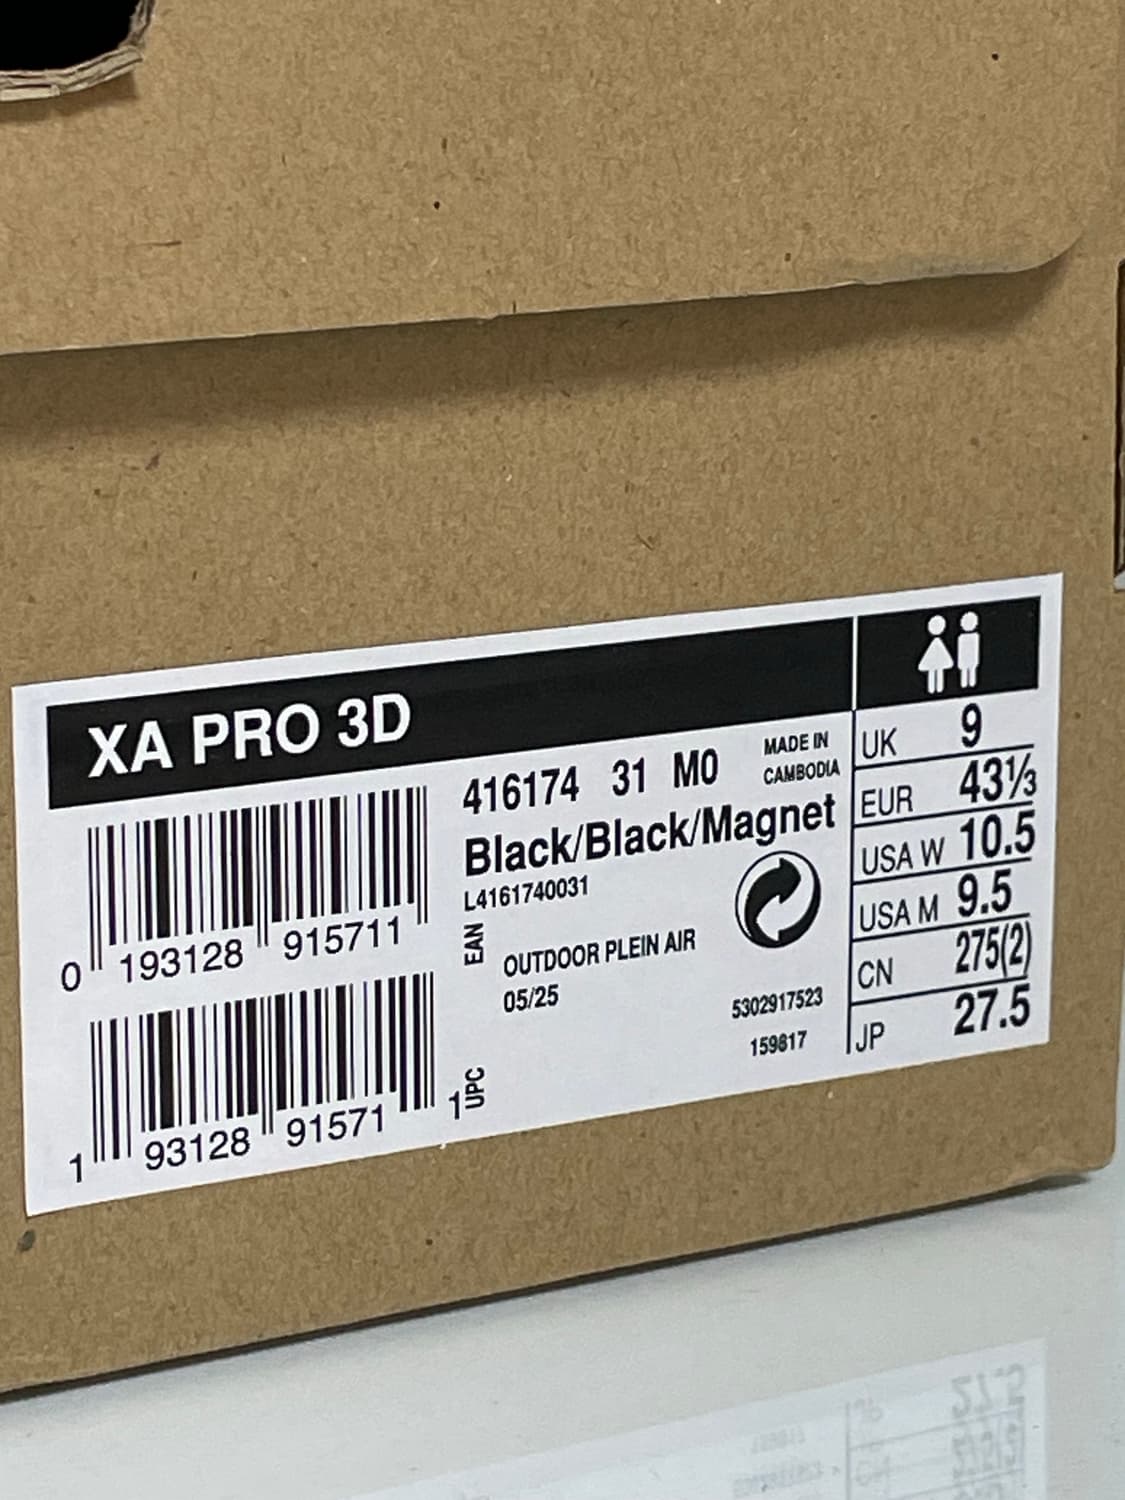 XA PRO 3D
416174 31 M0
MADE IN
CAMBODIA
Black/Black/Magnet
L4161740031
0 193128 915711
EAN
OUTDOOR PLEIN AIR
05/25
5302917523
159817
1 93128 91571 1
UPC
UK 9
EUR 43⅓
USA W 10.5
USA M 9.5
CN 275(2)
JP 27.5